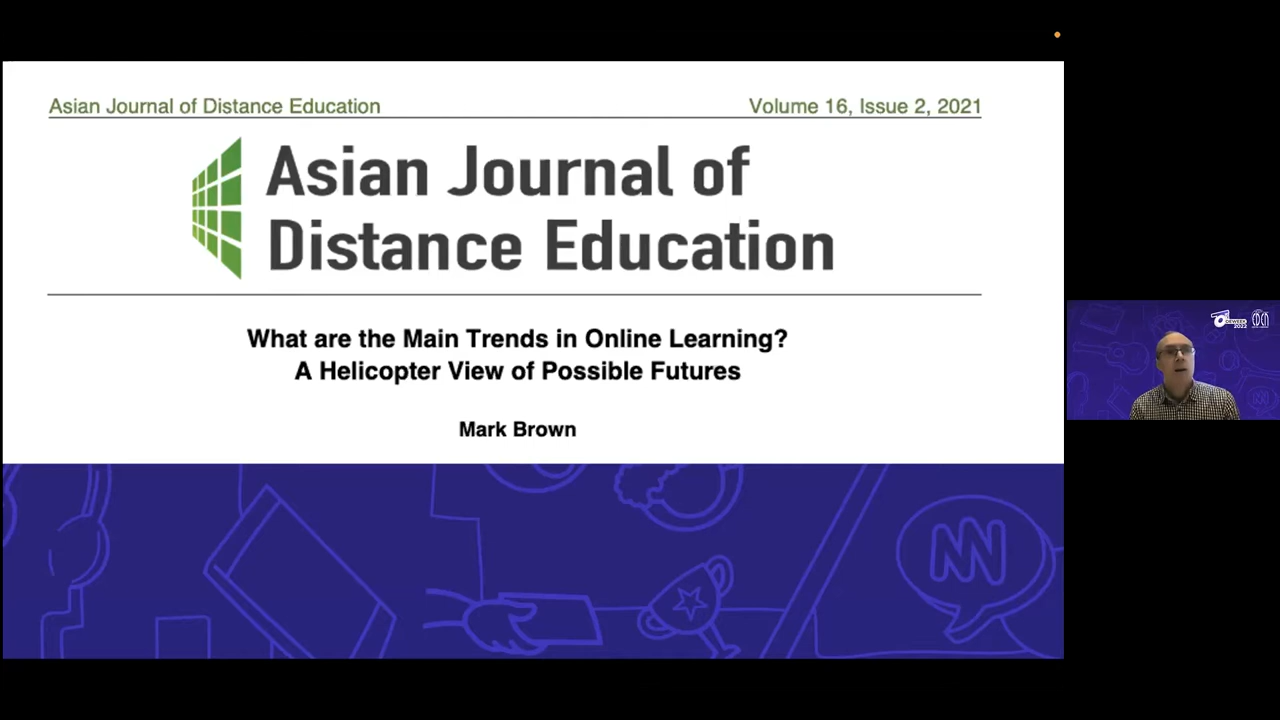 Asian Journal of Distance Education
Volume 16, Issue 2, 2021
Asian Journal of
Distance Education
What are the Main Trends in Online Learning?
A Helicopter View of Possible Futures
Mark Brown
2022